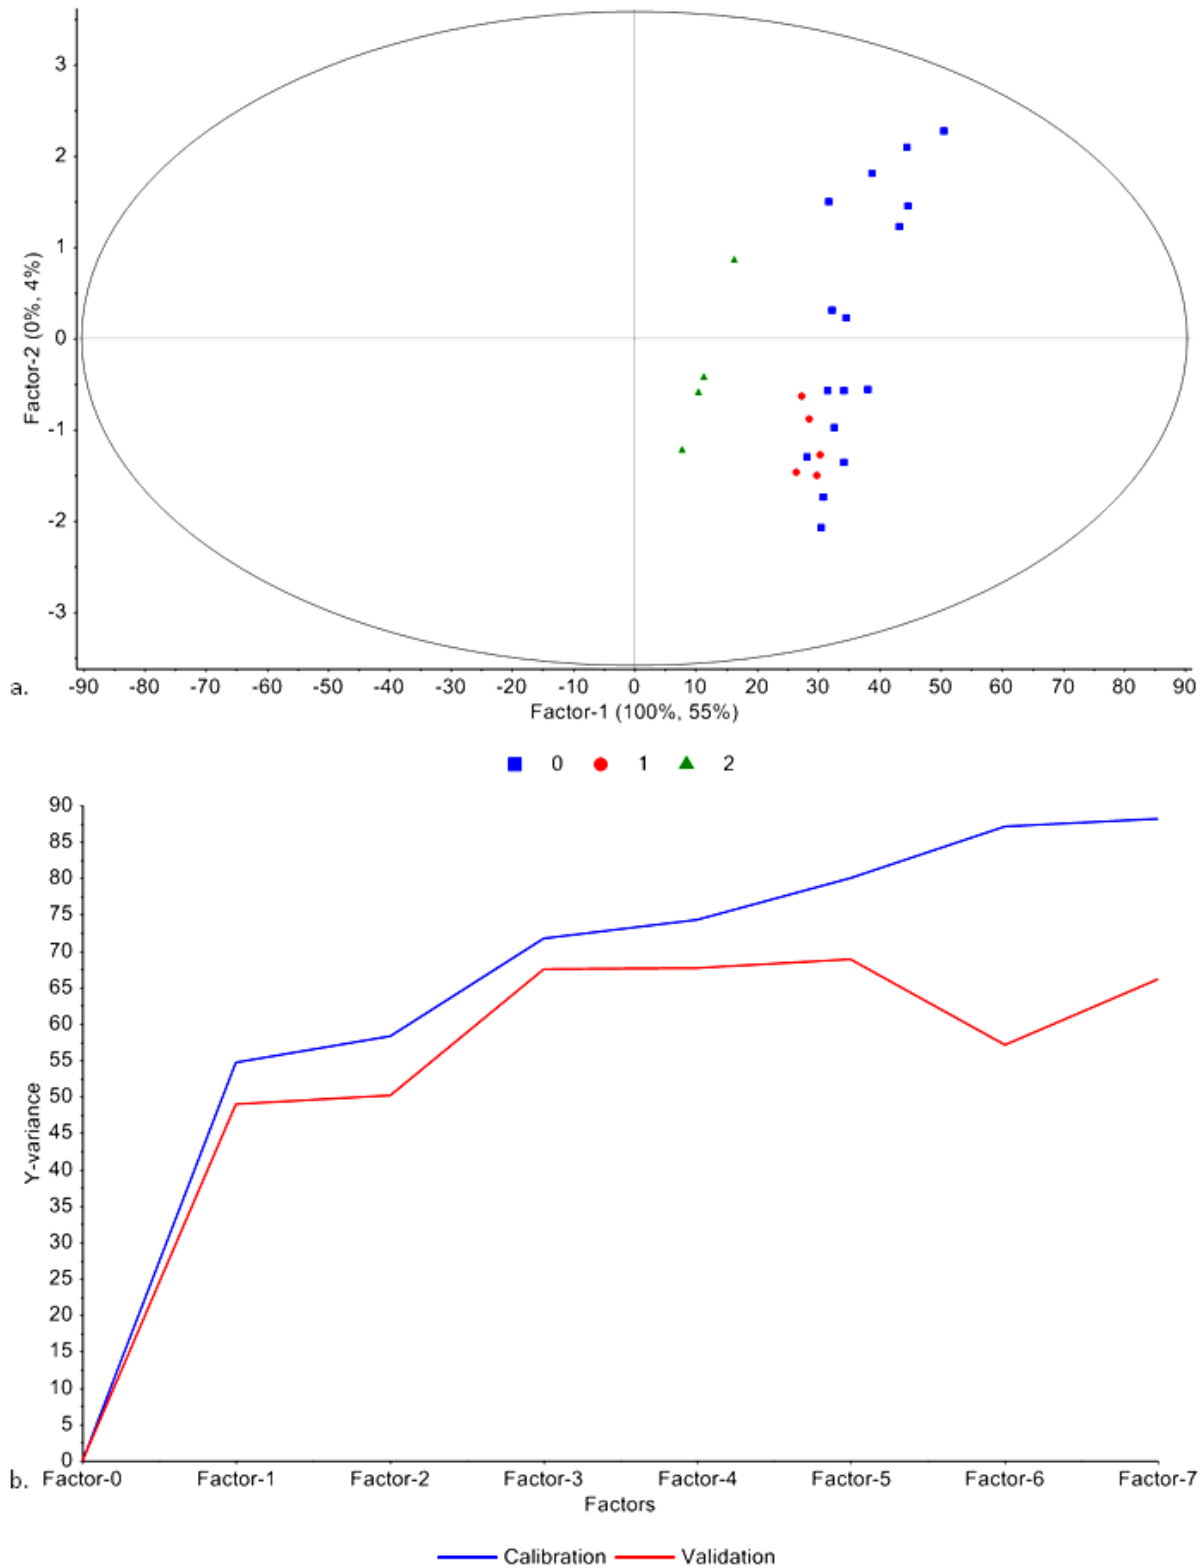 3
2
1
0
-1
-2
-3
Factor-2 (0%, 4%)
a.
-90 -80 -70 -60 -50 -40 -30 -20 -10 0 10 20 30 40 50 60 70 80 90
Factor-1 (100%, 55%)
0 1 2
90
85
80
75
70
65
60
55
50
45
40
35
30
25
20
15
10
5
0
Y-variance
b. Factor-0 Factor-1 Factor-2 Factor-3 Factor-4 Factor-5 Factor-6 Factor-7
Factors
Calibration Validation